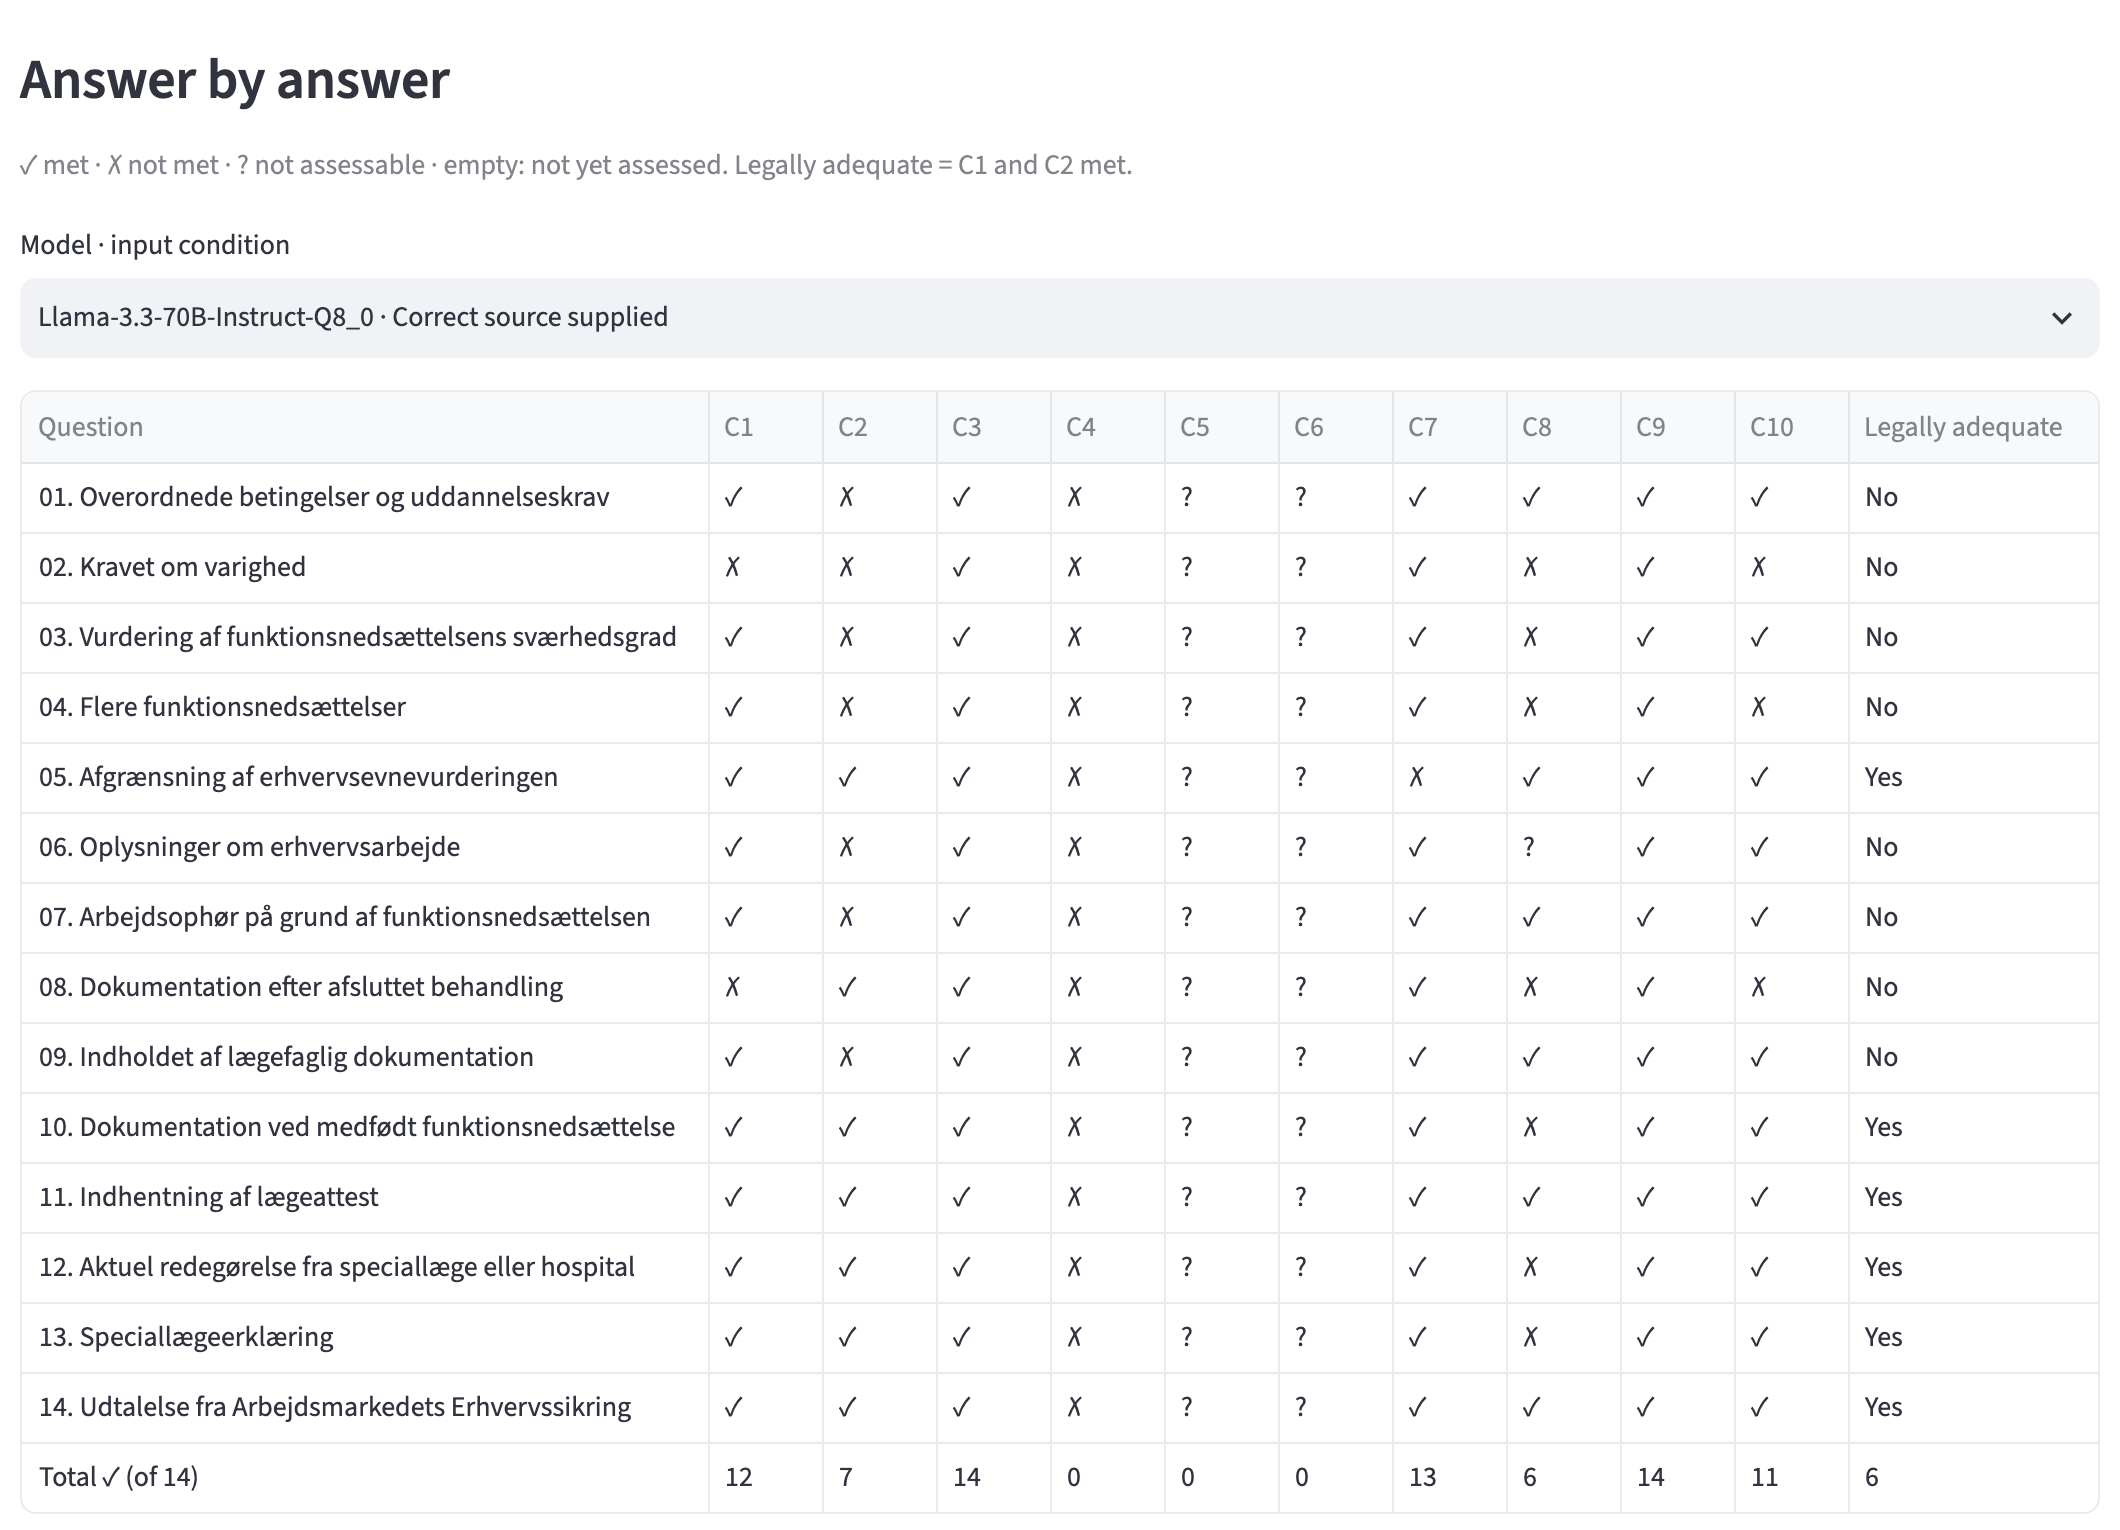 Answer by answer
✓ met · ✗ not met · ? not assessable · empty: not yet assessed. Legally adequate = C1 and C2 met.
Model · input condition
Llama-3.3-70B-Instruct-Q8_0 · Correct source supplied
Question C1 C2 C3 C4 C5 C6 C7 C8 C9 C10 Legally adequate
01. Overordnede betingelser og uddannelseskrav ✓ ✗ ✓ ✗ ? ? ✓ ✓ ✓ ✓ No
02. Kravet om varighed ✗ ✗ ✓ ✗ ? ? ✓ ✗ ✓ ✗ No
03. Vurdering af funktionsnedsættelsens sværhedsgrad ✓ ✗ ✓ ✗ ? ? ✓ ✗ ✓ ✓ No
04. Flere funktionsnedsættelser ✓ ✗ ✓ ✗ ? ? ✓ ✗ ✓ ✗ No
05. Afgrænsning af erhvervsevnevurderingen ✓ ✓ ✓ ✗ ? ? ✗ ✓ ✓ ✓ Yes
06. Oplysninger om erhvervsarbejde ✓ ✗ ✓ ✗ ? ? ✓ ? ✓ ✓ No
07. Arbejdsophør på grund af funktionsnedsættelsen ✓ ✗ ✓ ✗ ? ? ✓ ✓ ✓ ✓ No
08. Dokumentation efter afsluttet behandling ✗ ✓ ✓ ✗ ? ? ✓ ✗ ✓ ✗ No
09. Indholdet af lægefaglig dokumentation ✓ ✗ ✓ ✗ ? ? ✓ ✓ ✓ ✓ No
10. Dokumentation ved medfødt funktionsnedsættelse ✓ ✓ ✓ ✗ ? ? ✓ ✗ ✓ ✓ Yes
11. Indhentning af lægeattest ✓ ✓ ✓ ✗ ? ? ✓ ✓ ✓ ✓ Yes
12. Aktuel redegørelse fra speciallæge eller hospital ✓ ✓ ✓ ✗ ? ? ✓ ✗ ✓ ✓ Yes
13. Speciallægeerklæring ✓ ✓ ✓ ✗ ? ? ✓ ✗ ✓ ✓ Yes
14. Udtalelse fra Arbejdsmarkedets Erhvervssikring ✓ ✓ ✓ ✗ ? ? ✓ ✓ ✓ ✓ Yes
Total ✓ (of 14) 12 7 14 0 0 0 13 6 14 11 6